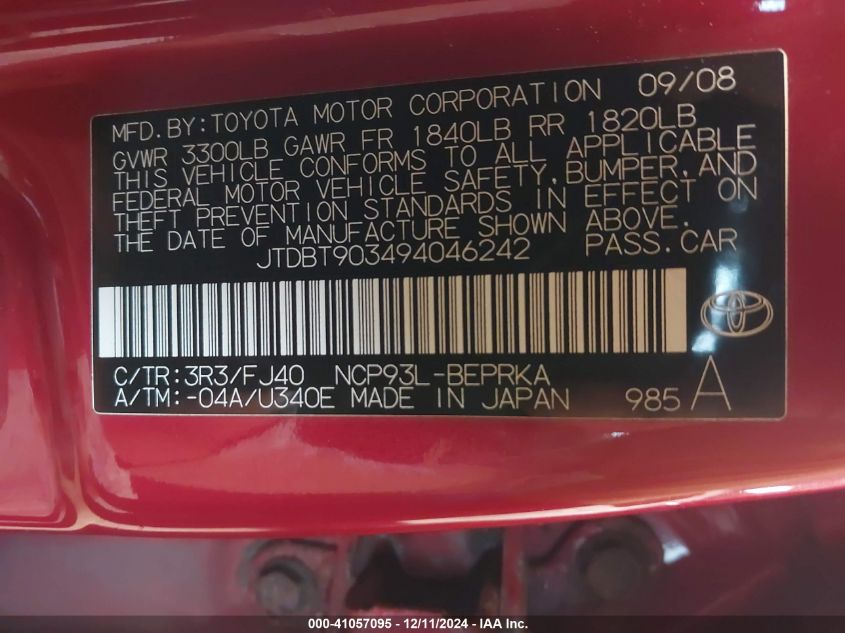 MFD.BY:TOYOTA MOTOR CORPORATION 09/08
GVWR 3300LB GAWR FR 1840LB RR 1820LB
THIS VEHICLE CONFORMS TO ALL APPLICABLE
FEDERAL MOTOR VEHICLE SAFETY, BUMPER, AND
THEFT PREVENTION STANDARDS IN EFFECT ON
THE DATE OF MANUFACTURE SHOWN ABOVE.
JTDBT903494046242 PASS.CAR
C/TR:3R3/FJ40 NCP93L-BEPRKA
A/TM:-04A/U340E MADE IN JAPAN 985 A
000-41057095 - 12/11/2024 - IAA Inc.